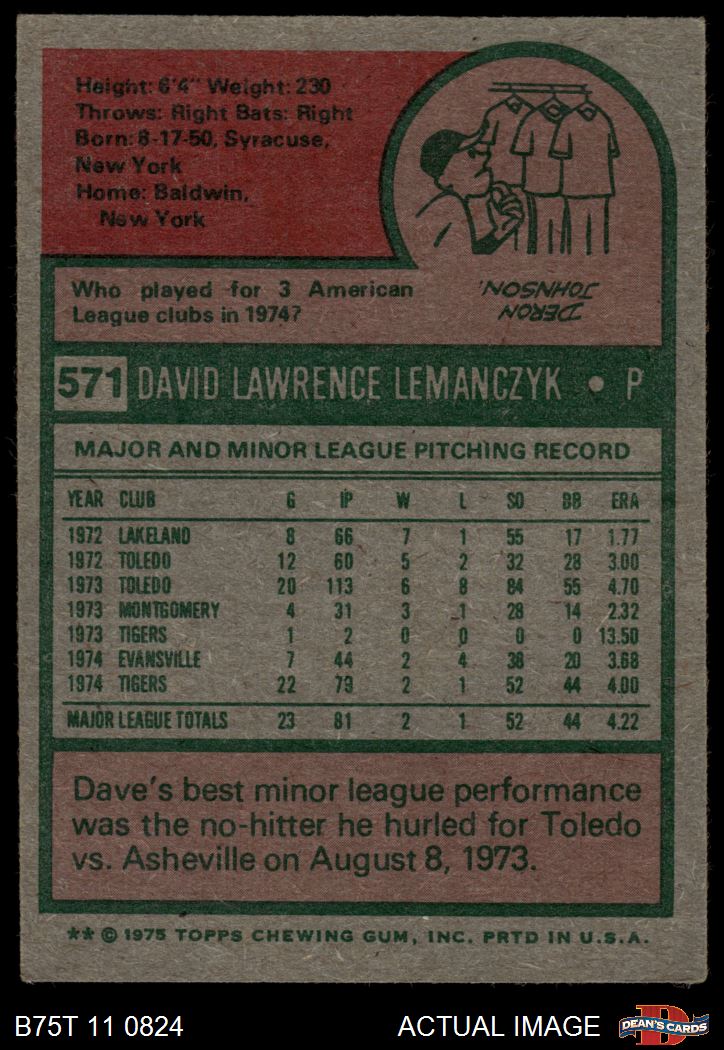 Height: 6'4" Weight: 230
Throws: Right Bats: Right
Born: 8-17-50, Syracuse,
New York
Home: Baldwin,
New York
Who played for 3 American
League clubs in 1974?
DERON
JOHNSON.
571 DAVID LAWRENCE LEMANCZYK • P
MAJOR AND MINOR LEAGUE PITCHING RECORD
YEAR CLUB G IP W L SO BB ERA
1972 LAKELAND 8 66 7 1 55 17 1.77
1972 TOLEDO 12 60 5 2 32 28 3.00
1973 TOLEDO 20 113 6 8 84 55 4.70
1973 MONTGOMERY 4 31 3 1 28 14 2.32
1973 TIGERS 1 2 0 0 0 0 13.50
1974 EVANSVILLE 7 44 2 4 38 20 3.68
1974 TIGERS 22 79 2 1 52 44 4.00
MAJOR LEAGUE TOTALS 23 81 2 1 52 44 4.22
Dave's best minor league performance
was the no-hitter he hurled for Toledo
vs. Asheville on August 8, 1973.
** © 1975 TOPPS CHEWING GUM, INC. PRTD IN U.S.A.
B75T 11 0824 ACTUAL IMAGE D DEAN'S CARDS